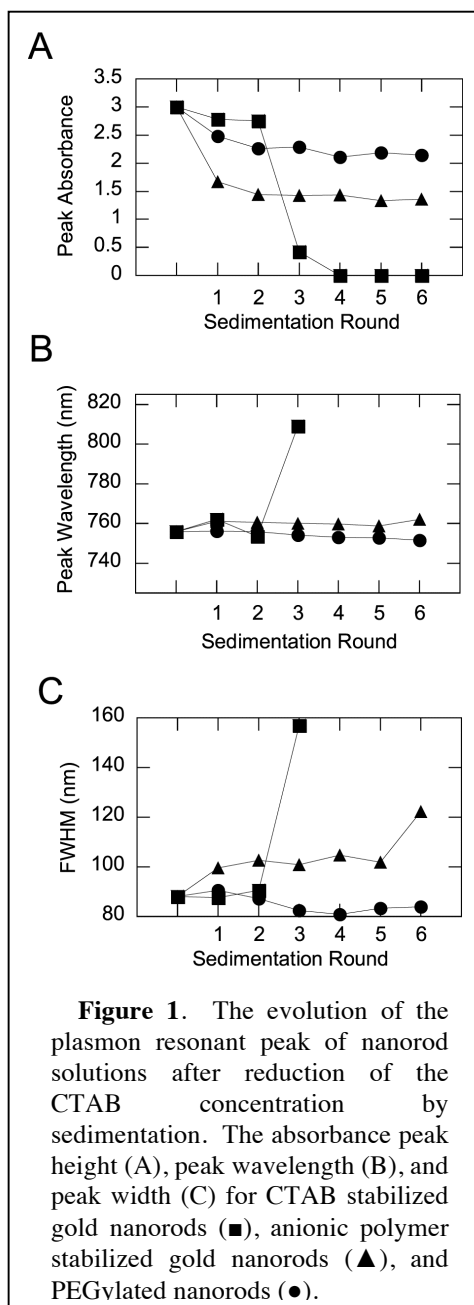 A
3.5
3
2.5
2
1.5
1
0.5
0
Peak Absorbance
1 2 3 4 5 6
Sedimentation Round
B
820
800
780
760
740
Peak Wavelength (nm)
1 2 3 4 5 6
Sedimentation Round
C
160
140
120
100
80
FWHM (nm)
1 2 3 4 5 6
Sedimentation Round
Figure 1. The evolution of the
plasmon resonant peak of nanorod
solutions after reduction of the
CTAB concentration by
sedimentation. The absorbance peak
height (A), peak wavelength (B), and
peak width (C) for CTAB stabilized
gold nanorods (■), anionic polymer
stabilized gold nanorods (▲), and
PEGylated nanorods (●).